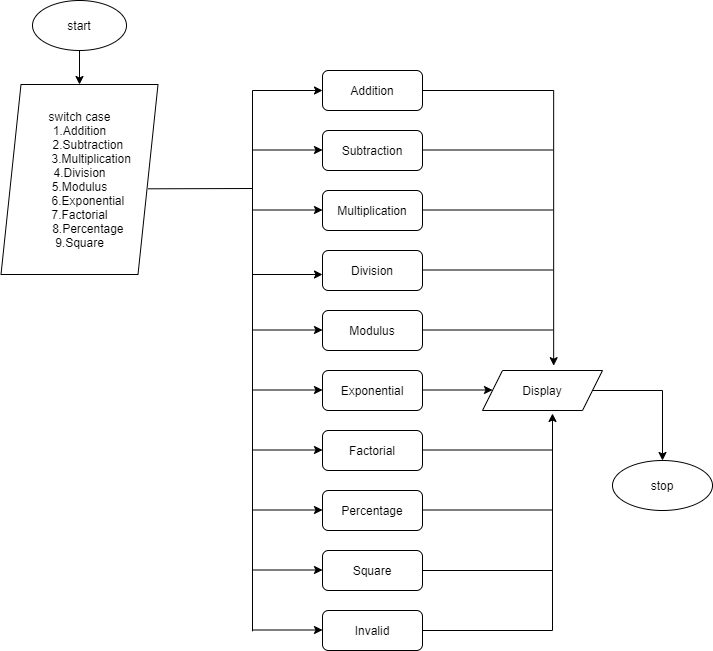 start
switch case
1.Addition
2.Subtraction
3.Multiplication
4.Division
5.Modulus
6.Exponential
7.Factorial
8.Percentage
9.Square
Addition
Subtraction
Multiplication
Division
Modulus
Exponential
Factorial
Percentage
Square
Invalid
Display
stop